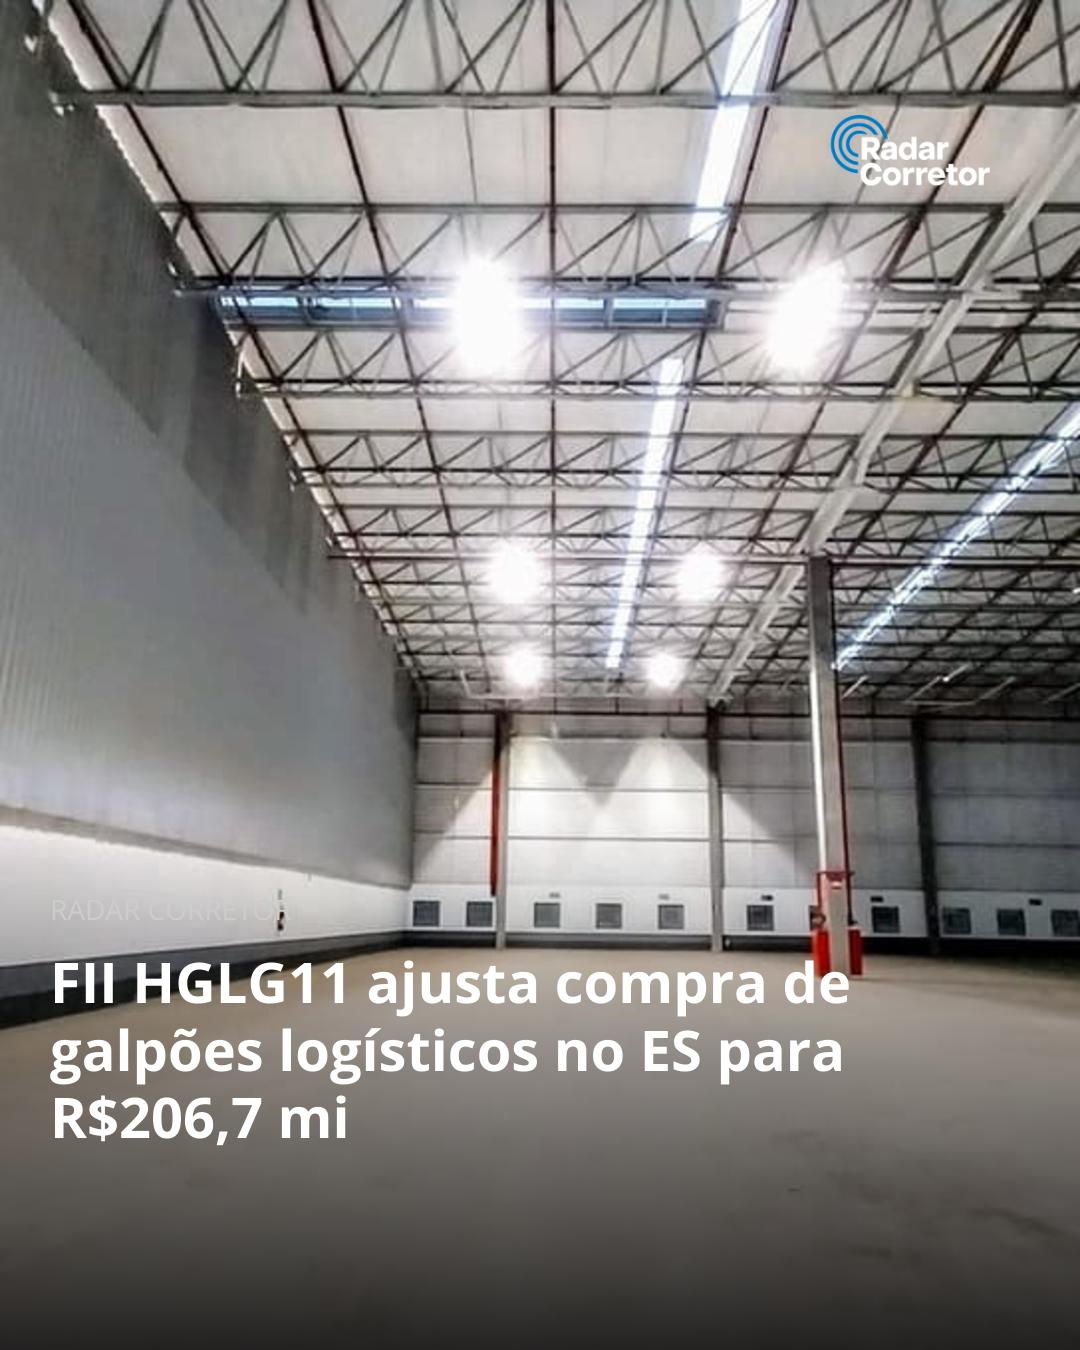 Radar
Corretor
RADAR CORRETOR
FII HGLG11 ajusta compra de
galpões logísticos no ES para
R$206,7 mi